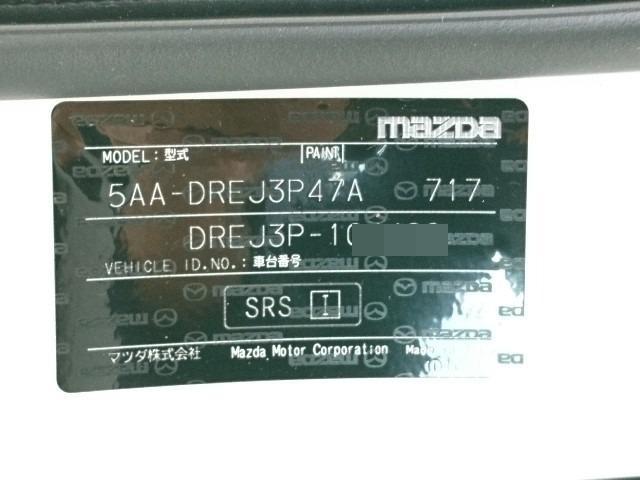 mazda
MODEL:型式 PAINT
5AA-DREJ3P47A 717
DREJ3P-10
VEHICLE ID.NO.:車台番号
SRS I
マツダ株式会社 Mazda Motor Corporation